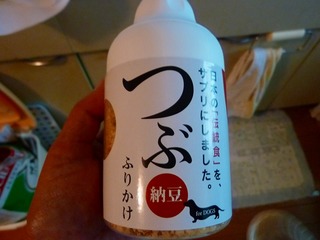 日本の「伝統食」を、
サプリにしました。
つぶ
納豆
ふりかけ
for DOGS